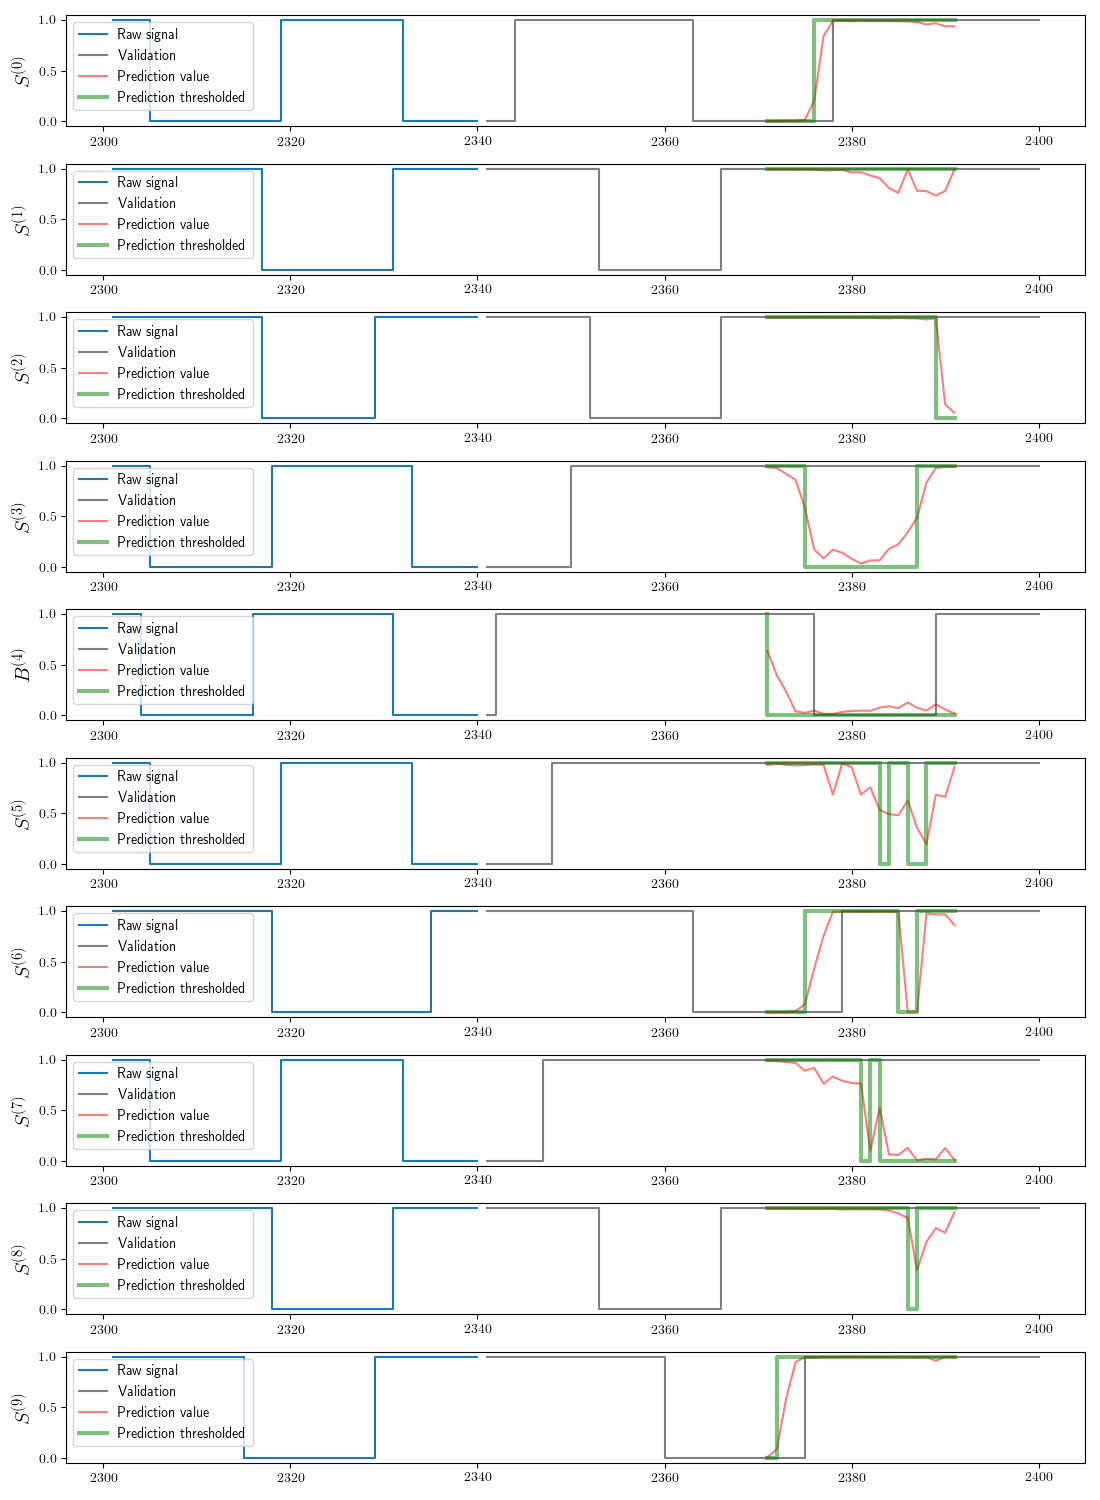 1.0
0.5
0.0
S(0)
Raw signal
Validation
Prediction value
Prediction thresholded
2300 2320 2340 2360 2380 2400
1.0
0.5
0.0
S(1)
Raw signal
Validation
Prediction value
Prediction thresholded
2300 2320 2340 2360 2380 2400
1.0
0.5
0.0
S(2)
Raw signal
Validation
Prediction value
Prediction thresholded
2300 2320 2340 2360 2380 2400
1.0
0.5
0.0
S(3)
Raw signal
Validation
Prediction value
Prediction thresholded
2300 2320 2340 2360 2380 2400
1.0
0.5
0.0
B(4)
Raw signal
Validation
Prediction value
Prediction thresholded
2300 2320 2340 2360 2380 2400
1.0
0.5
0.0
S(5)
Raw signal
Validation
Prediction value
Prediction thresholded
2300 2320 2340 2360 2380 2400
1.0
0.5
0.0
S(6)
Raw signal
Validation
Prediction value
Prediction thresholded
2300 2320 2340 2360 2380 2400
1.0
0.5
0.0
S(7)
Raw signal
Validation
Prediction value
Prediction thresholded
2300 2320 2340 2360 2380 2400
1.0
0.5
0.0
S(8)
Raw signal
Validation
Prediction value
Prediction thresholded
2300 2320 2340 2360 2380 2400
1.0
0.5
0.0
S(9)
Raw signal
Validation
Prediction value
Prediction thresholded
2300 2320 2340 2360 2380 2400